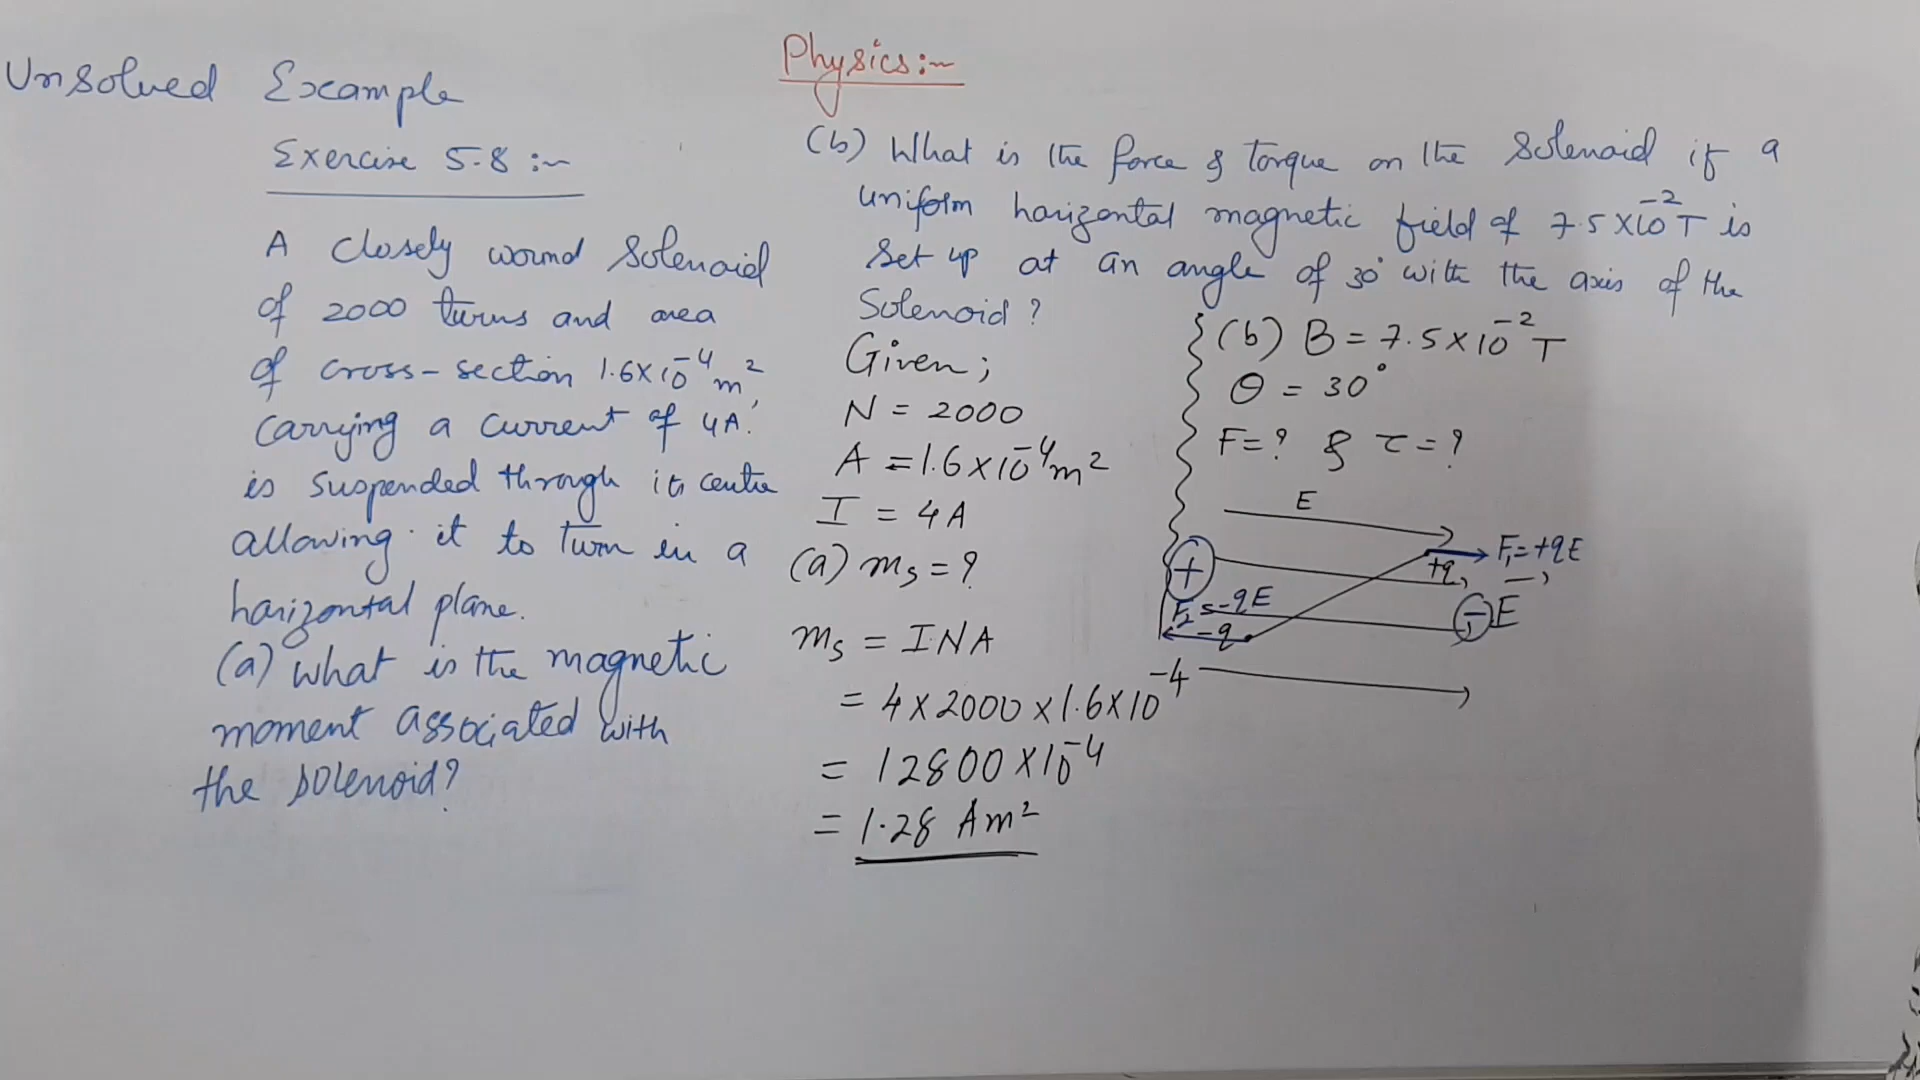 Physics:~
Unsolved Example
Exercise 5.8:~
A closely wound solenoid
of 2000 turns and area
of cross-section 1.6×10⁻⁴ m²,
carrying a current of 4A.
is suspended through its centre
allowing it to turn in a
horizontal plane.
(a) What is the magnetic
moment associated with
the solenoid?
(b) What is the force & torque on the solenoid if a
uniform horizontal magnetic field of 7.5×10⁻² T is
set up at an angle of 30° with the axis of the
Solenoid?
Given;
N = 2000
A = 1.6×10⁻⁴ m²
I = 4A
(a) mₛ = ?
mₛ = INA
= 4×2000×1.6×10⁻⁴
= 12800×10⁻⁴
= 1.28 Am²
(b) B = 7.5×10⁻² T
θ = 30°
F=? & τ=?
E
+
F₁=+qE
+q
F₂=-qE
-q
- E